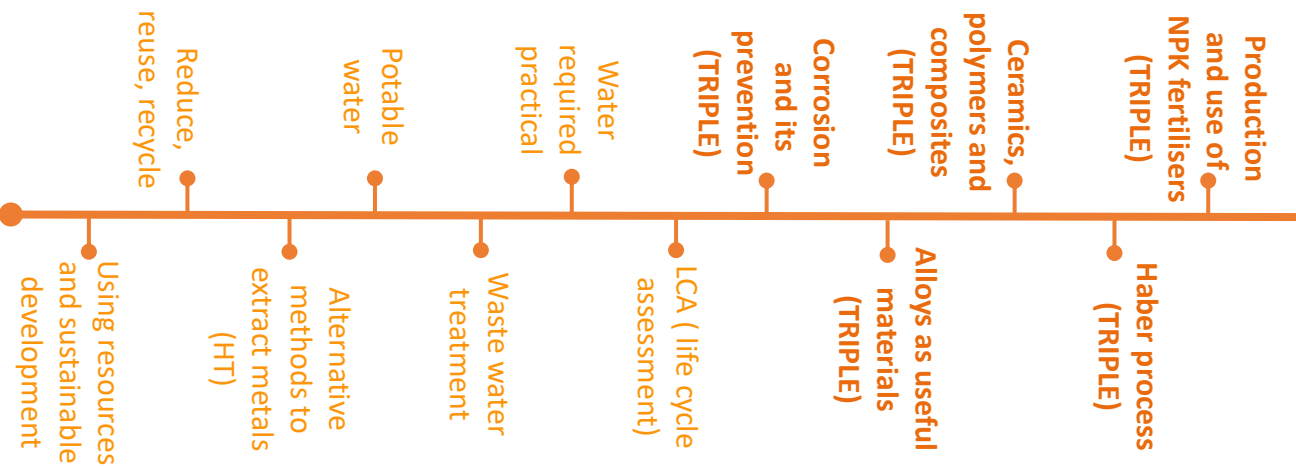 Production
and use of
NPK fertilisers
(TRIPLE)
Haber process
(TRIPLE)
Ceramics,
polymers and
composites
(TRIPLE)
Alloys as useful
materials
(TRIPLE)
Corrosion
and its
prevention
(TRIPLE)
LCA ( life cycle
assessment)
Water
required
practical
Waste water
treatment
Potable
water
Alternative
methods to
extract metals
(HT)
Reduce,
reuse, recycle
Using resources
and sustainable
development